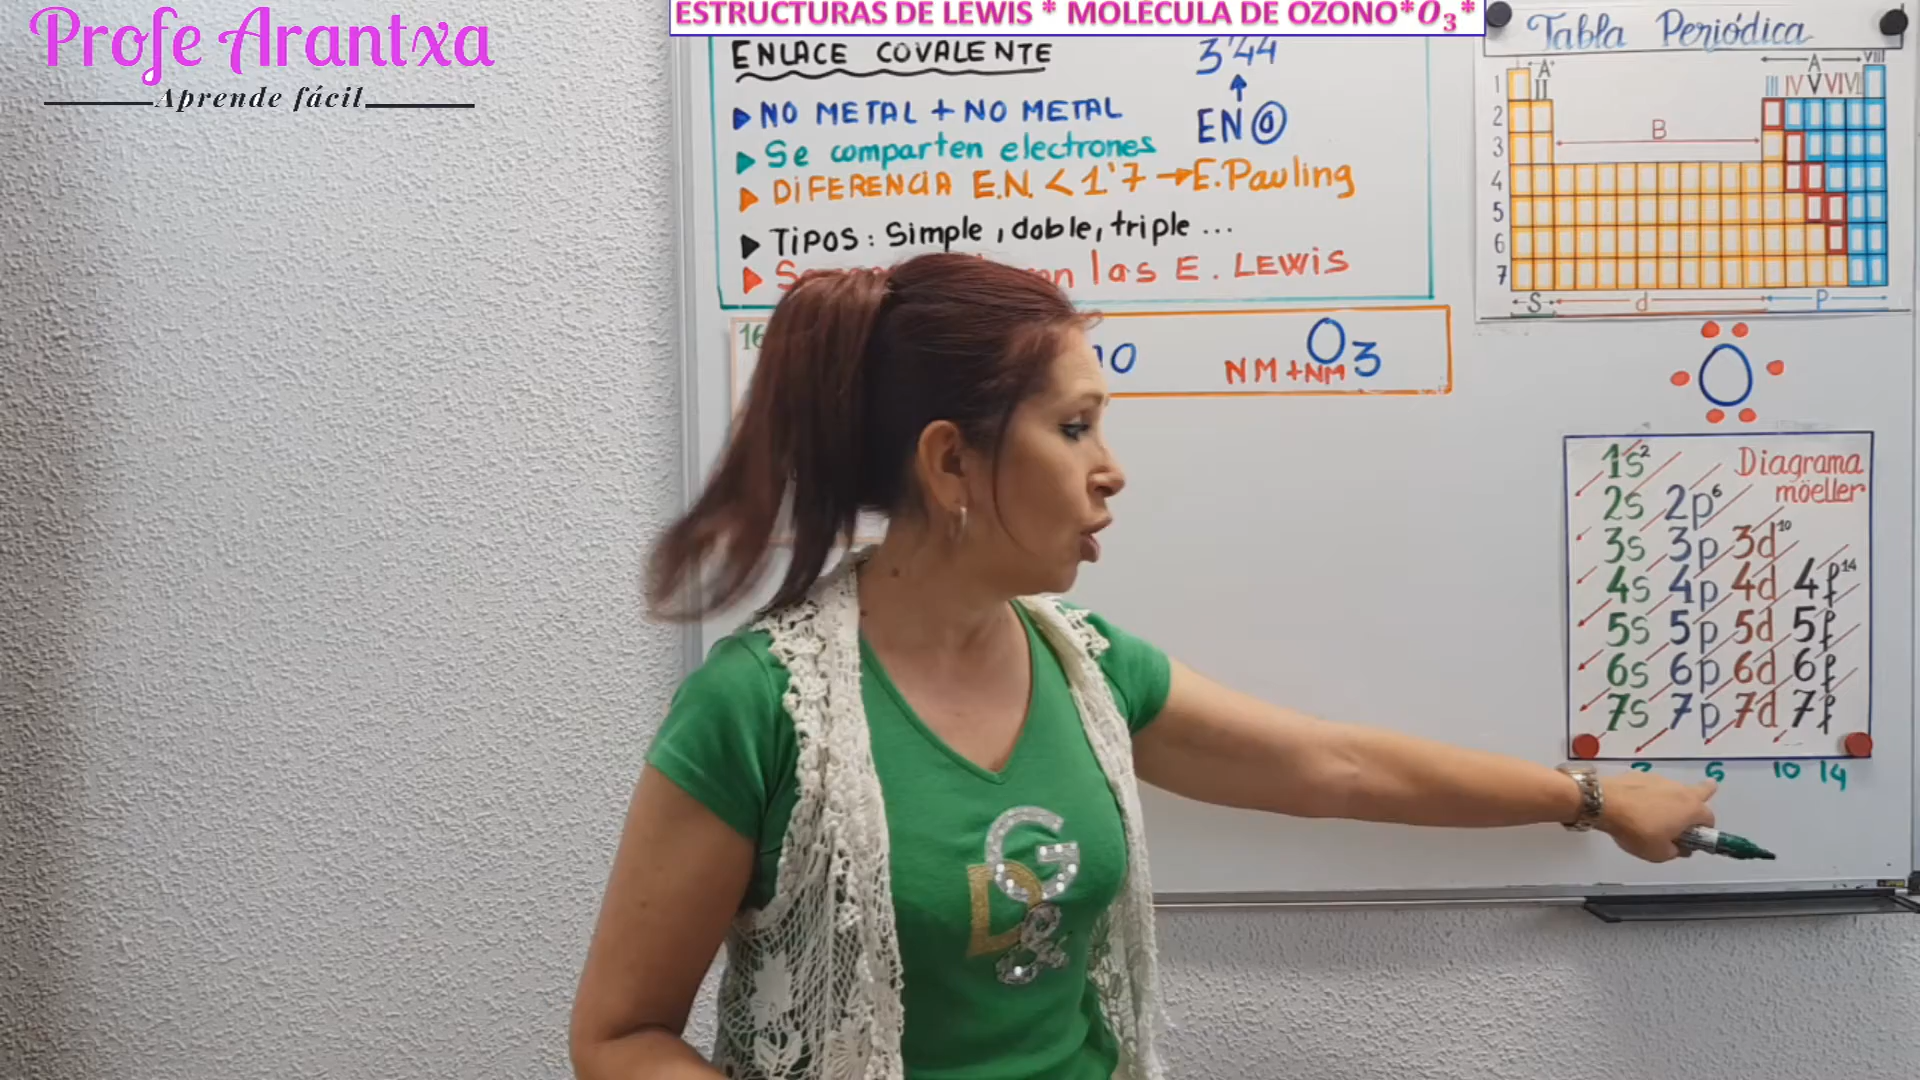 Profe Arantxa
Aprende fácil
ESTRUCTURAS DE LEWIS * MOLÉCULA DE OZONO*O₃*
ENLACE COVALENTE
3'44
EN O
NO METAL + NO METAL
Se comparten electrones
DIFERENCIA E.N. < 1'7 → E. Pauling
TIPOS: Simple, doble, triple ...
las E. LEWIS
16
O₃
NM + NM
Tabla Periódica
A
II
A
III IV V VI VII
VIII
1
2
3
4
5
6
7
B
S d P
O
Diagrama
möeller
1s²
2s 2p⁶
3s 3p 3d¹⁰
4s 4p 4d 4f¹⁴
5s 5p 5d 5f
6s 6p 6d 6f
7s 7p 7d 7f
6 10 14
G
D
&